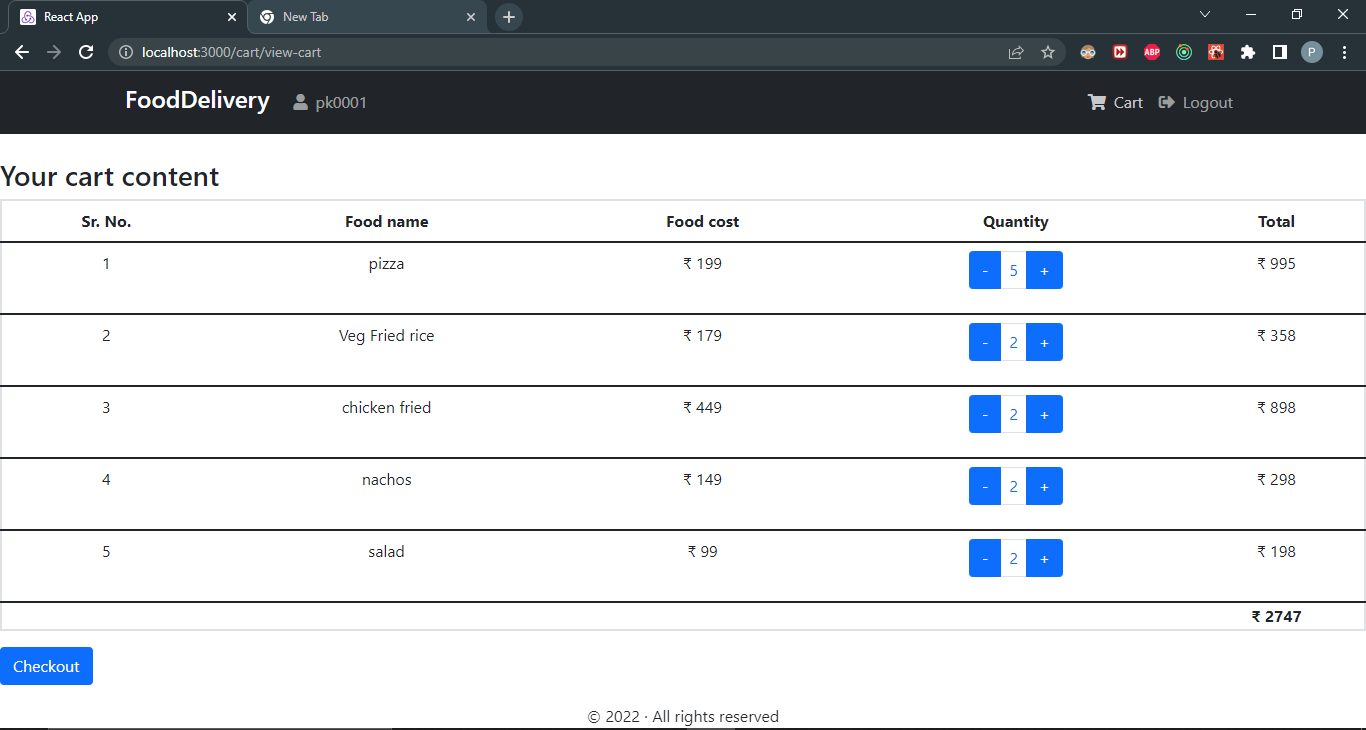 React App
New Tab
localhost:3000/cart/view-cart
ABP
P
FoodDelivery pk0001 Cart Logout
Your cart content
Sr. No. Food name Food cost Quantity Total
1 pizza ₹ 199 - 5 + ₹ 995
2 Veg Fried rice ₹ 179 - 2 + ₹ 358
3 chicken fried ₹ 449 - 2 + ₹ 898
4 nachos ₹ 149 - 2 + ₹ 298
5 salad ₹ 99 - 2 + ₹ 198
₹ 2747
Checkout
© 2022 · All rights reserved